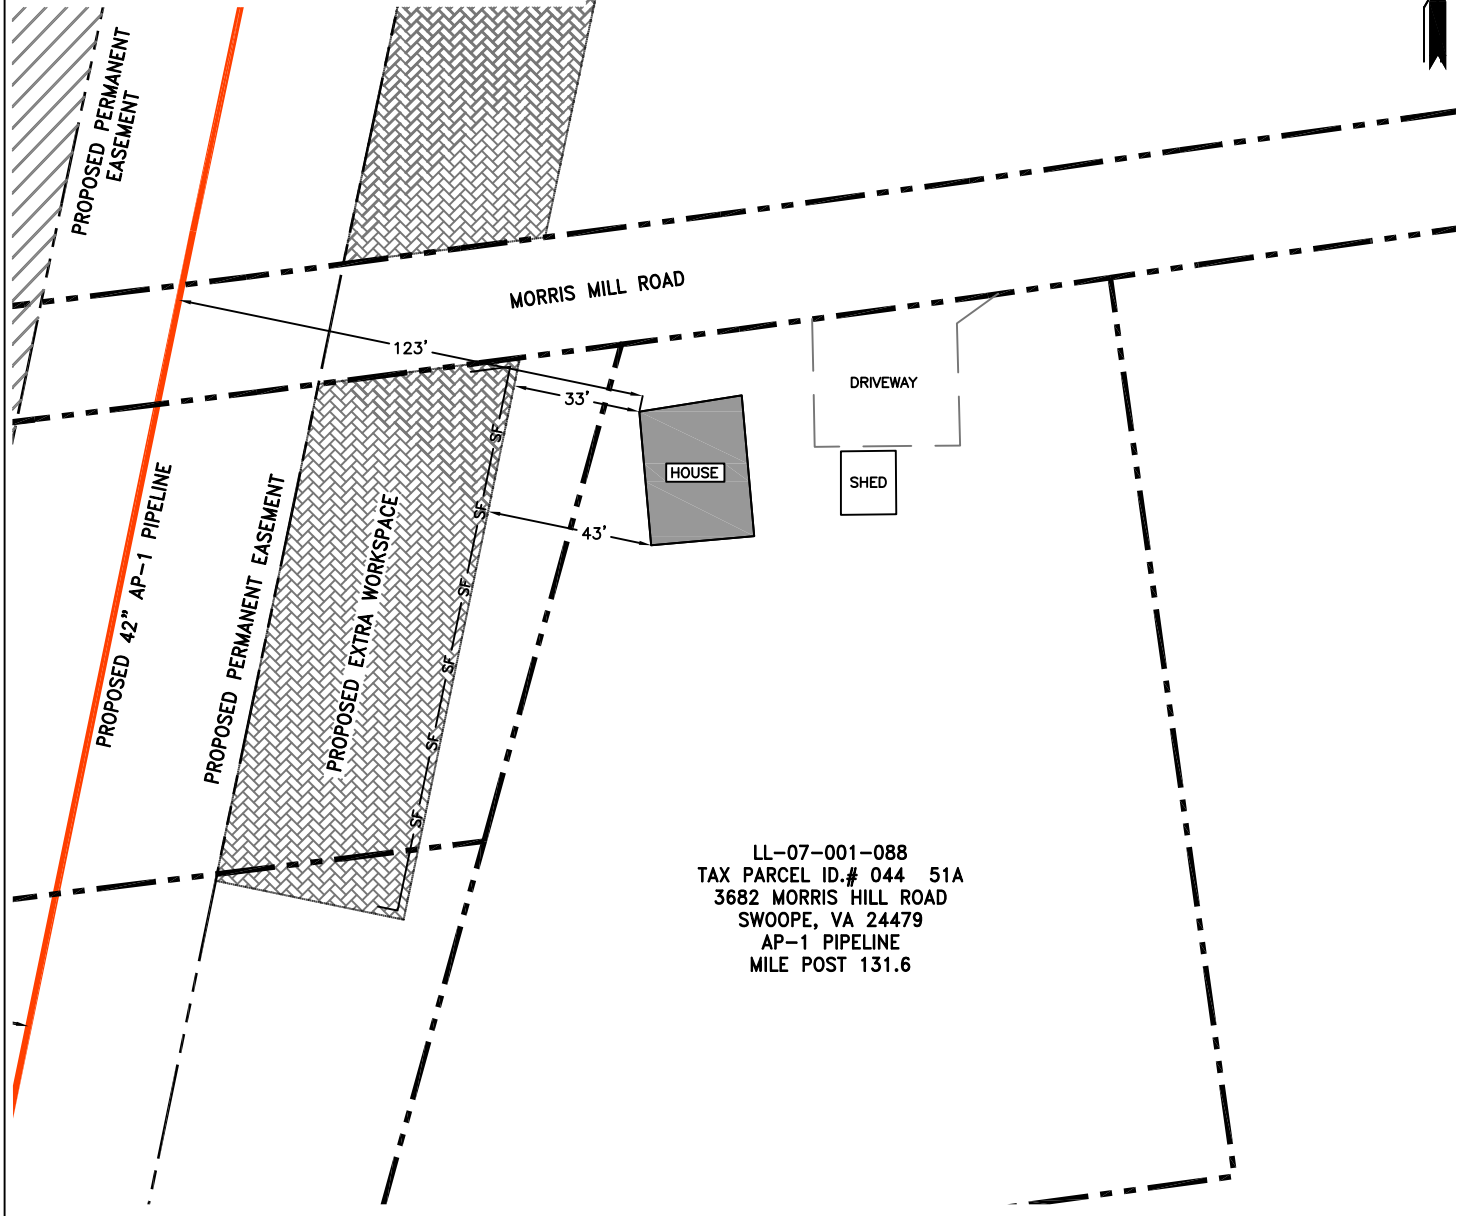 PROPOSED PERMANENT
EASEMENT
MORRIS MILL ROAD
123'
33'
DRIVEWAY
SF
HOUSE
SHED
SF
43'
PROPOSED 42" AP-1 PIPELINE
PROPOSED PERMANENT EASEMENT
PROPOSED EXTRA WORKSPACE
SF
SF
SF
SF
LL-07-001-088
TAX PARCEL ID.# 044 51A
3682 MORRIS HILL ROAD
SWOOPE, VA 24479
AP-1 PIPELINE
MILE POST 131.6